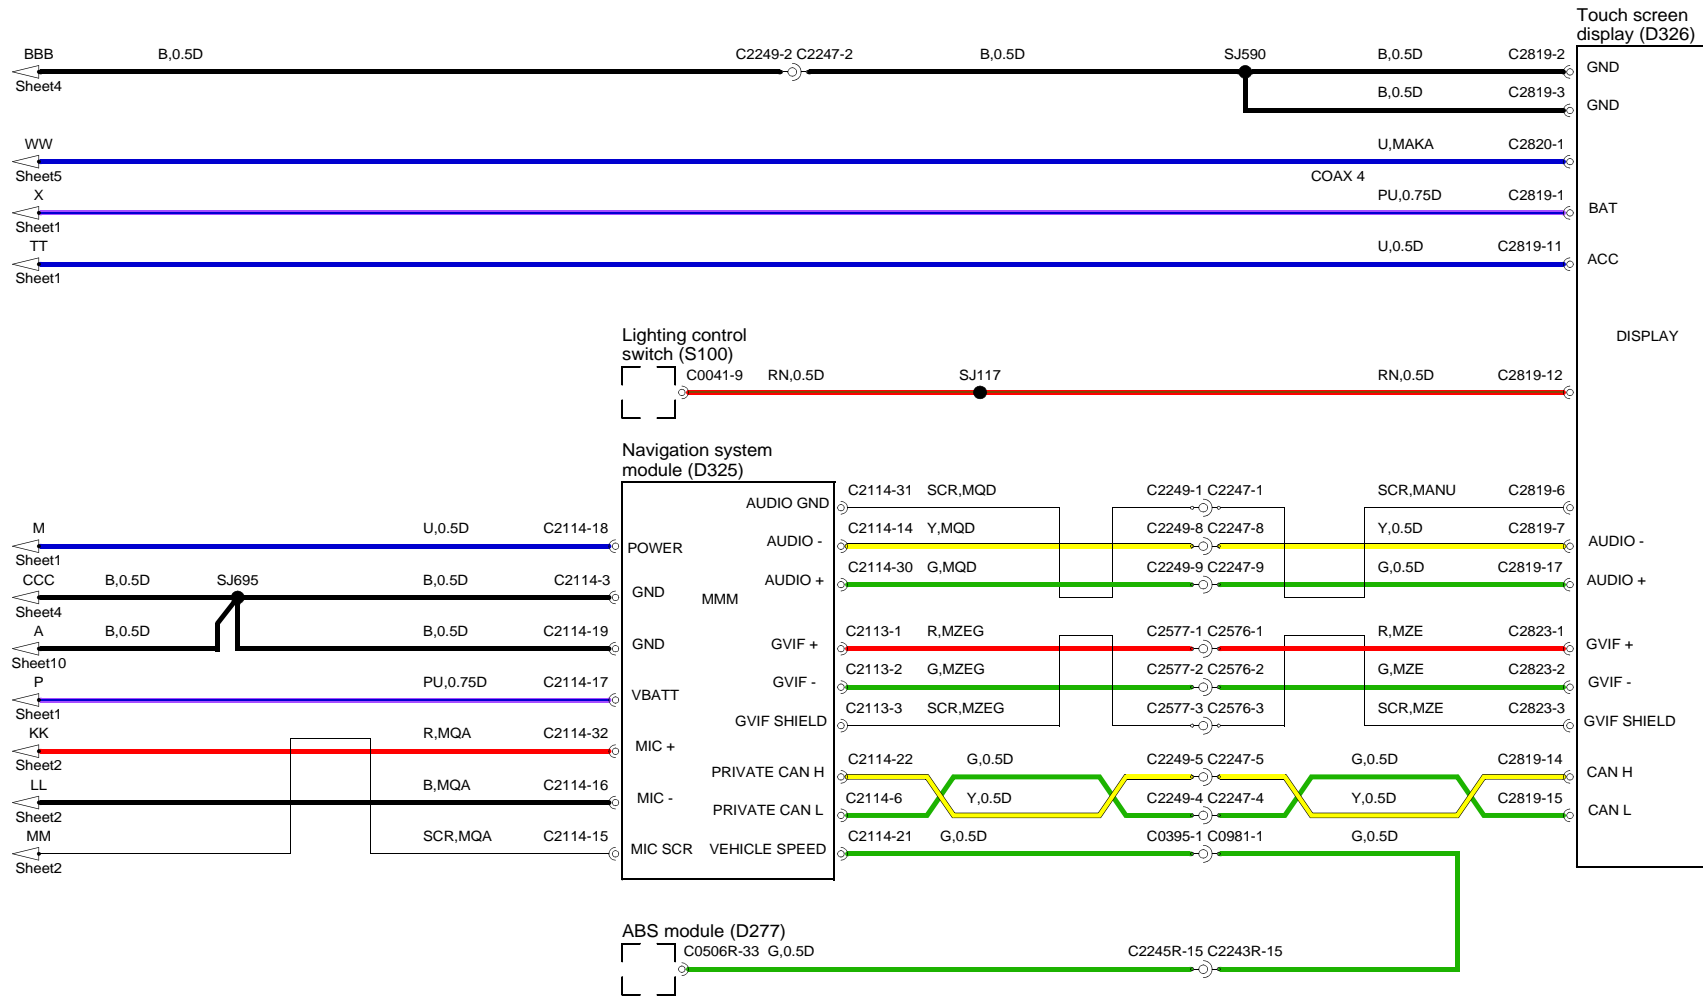 Touch screen
display (D326)
BBB B,0.5D C2249-2 C2247-2 B,0.5D SJ590 B,0.5D C2819-2
GND
Sheet4
B,0.5D C2819-3
GND
WW U,MAKA C2820-1
Sheet5 COAX 4
X PU,0.75D C2819-1
BAT
Sheet1
TT U,0.5D C2819-11
ACC
Sheet1
DISPLAY
Lighting control
switch (S100)
C0041-9 RN,0.5D SJ117 RN,0.5D C2819-12
Navigation system
module (D325)
C2114-31 SCR,MQD C2249-1 C2247-1 SCR,MANU C2819-6
AUDIO GND
M U,0.5D C2114-18 C2114-14 Y,MQD C2249-8 C2247-8 Y,0.5D C2819-7
POWER AUDIO - AUDIO -
Sheet1
CCC B,0.5D SJ695 B,0.5D C2114-3 C2114-30 G,MQD C2249-9 C2247-9 G,0.5D C2819-17
GND AUDIO + AUDIO +
MMM
Sheet4
A B,0.5D B,0.5D C2114-19 C2113-1 R,MZEG C2577-1 C2576-1 R,MZE C2823-1
GND GVIF + GVIF +
Sheet10
P PU,0.75D C2114-17 C2113-2 G,MZEG C2577-2 C2576-2 G,MZE C2823-2
VBATT GVIF - GVIF -
Sheet1
C2113-3 SCR,MZEG C2577-3 C2576-3 SCR,MZE C2823-3
GVIF SHIELD GVIF SHIELD
KK R,MQA C2114-32
MIC +
Sheet2
C2114-22 G,0.5D C2249-5 C2247-5 G,0.5D C2819-14
PRIVATE CAN H CAN H
LL B,MQA C2114-16
MIC -
Sheet2
C2114-6 Y,0.5D C2249-4 C2247-4 Y,0.5D C2819-15
PRIVATE CAN L CAN L
MM SCR,MQA C2114-15 C2114-21 G,0.5D C0395-1 C0981-1 G,0.5D
MIC SCR VEHICLE SPEED
Sheet2
ABS module (D277)
C0506R-33 G,0.5D C2245R-15 C2243R-15